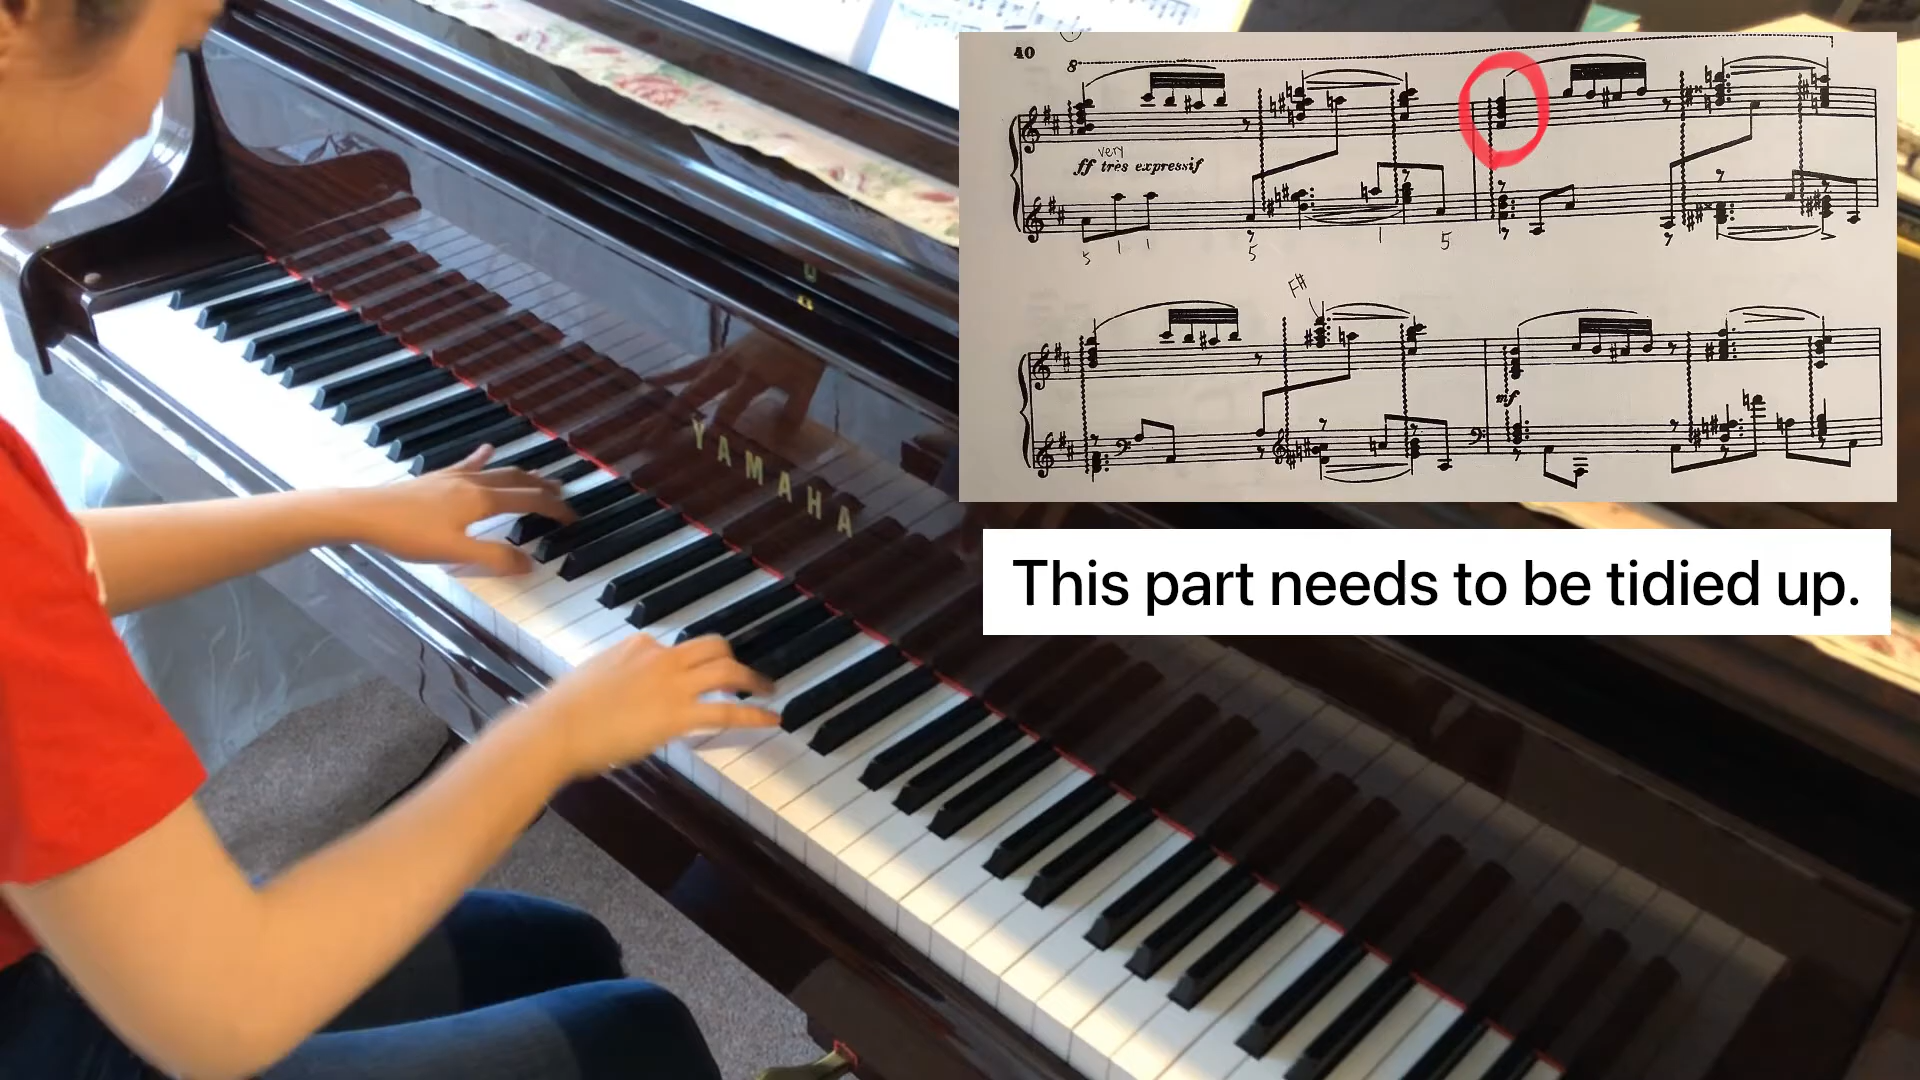 40
8
very
ff très expressif
5 1 1 5 1 5
F#
mf
YAMAHA
This part needs to be tidied up.